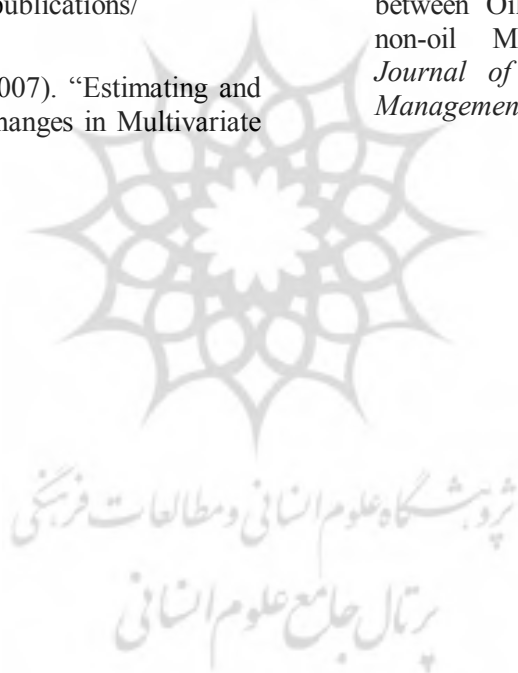 publications/
007). “Estimating and
hanges in Multivariate
between Oil
non-oil M
Journal of
Management
پژوهشگاه علوم انسانی و مطالعات فرهنگی
پرتال جامع علوم انسانی